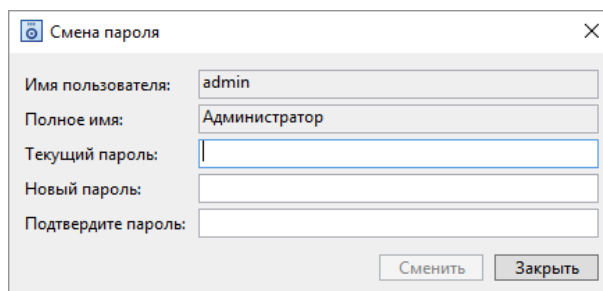 Смена пароля
Имя пользователя: admin
Полное имя: Администратор
Текущий пароль:
Новый пароль:
Подтвердите пароль:
Сменить Закрыть